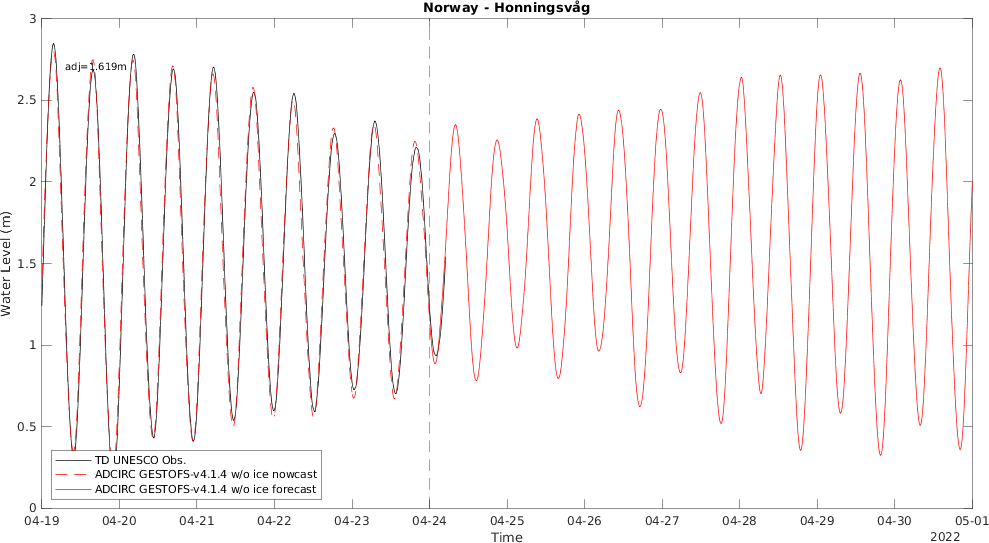 Norway - Honningsvåg
3
adj=1.619m
2.5
2
1.5
1
0.5
0
Water Level (m)
TD UNESCO Obs.
ADCIRC GESTOFS-v4.1.4 w/o ice nowcast
ADCIRC GESTOFS-v4.1.4 w/o ice forecast
04-19 04-20 04-21 04-22 04-23 04-24 04-25 04-26 04-27 04-28 04-29 04-30 05-01
Time
2022